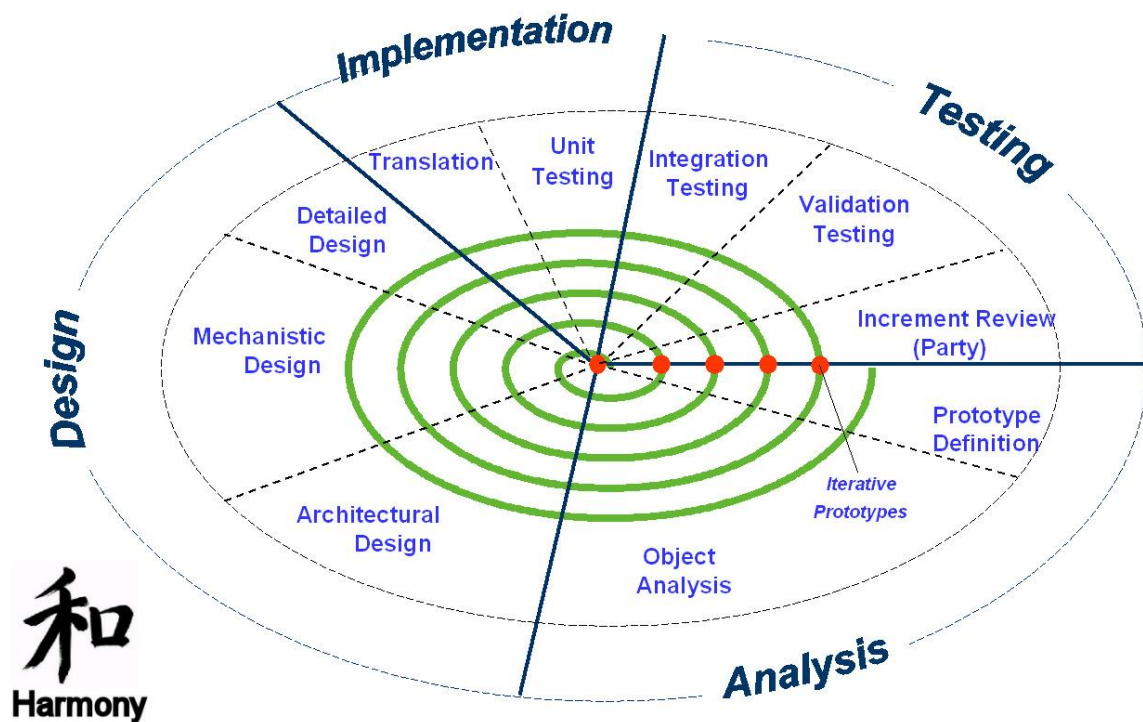 Implementation
Testing
Translation
Unit
Testing
Integration
Testing
Validation
Testing
Detailed
Design
Design
Mechanistic
Design
Increment Review
(Party)
Prototype
Definition
Iterative
Prototypes
Architectural
Design
Object
Analysis
Analysis
和
Harmony